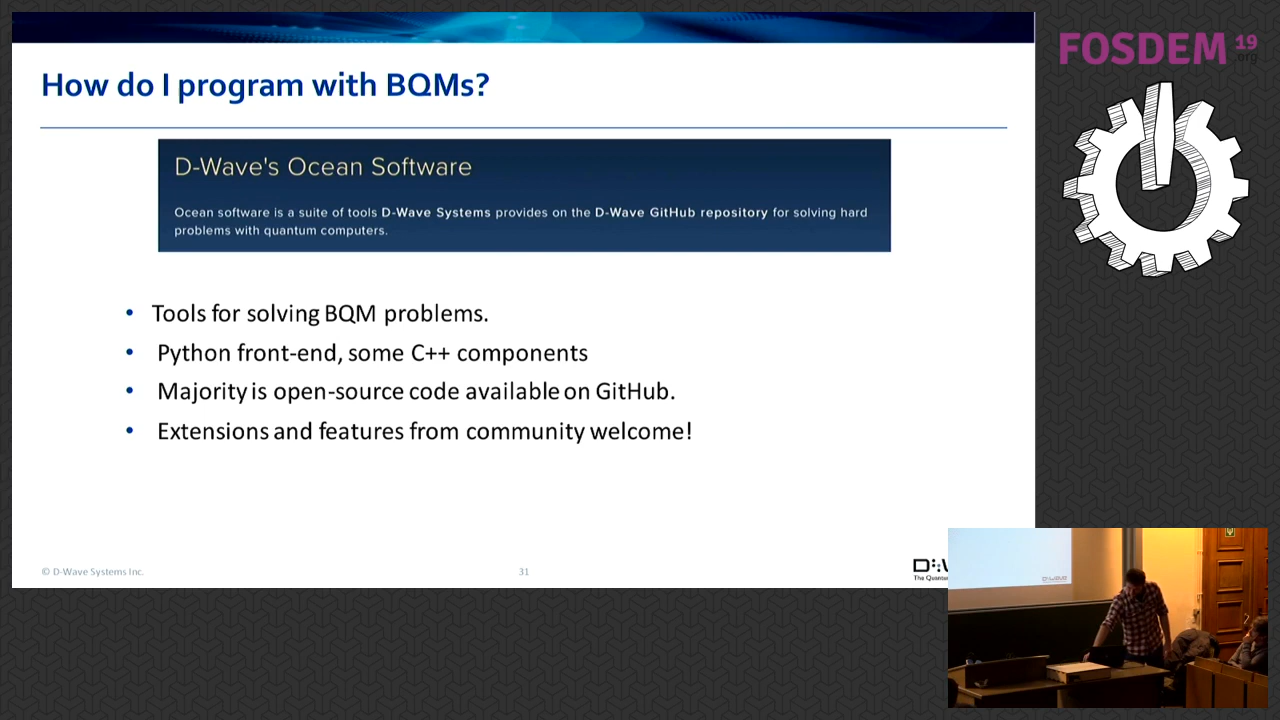 How do I program with BQMs?
D-Wave's Ocean Software
Ocean software is a suite of tools D-Wave Systems provides on the D-Wave GitHub repository for solving hard
problems with quantum computers.
• Tools for solving BQM problems.
• Python front-end, some C++ components
• Majority is open-source code available on GitHub.
• Extensions and features from community welcome!
© D-Wave Systems Inc.
31
The Quantu
FOSDEM 19
.org